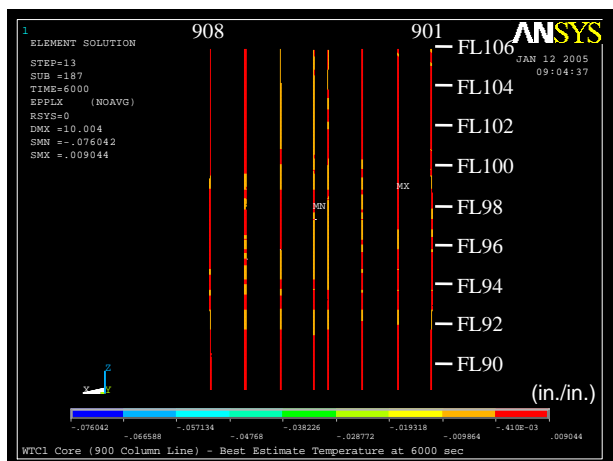 1
908
901
ANSYS
ELEMENT SOLUTION
JAN 12 2005
09:04:37
STEP=13
SUB =187
TIME=6000
EPPLX (NOAVG)
RSYS=0
DMX =10.004
SMN =-.076042
SMX =.009044
FL106
FL104
FL102
FL100
MX
FL98
MN
FL96
FL94
FL92
FL90
Z
X
Y
(in./in.)
-.076042 -.057134 -.038226 -.019318 -.410E-03
-.066588 -.04768 -.028772 -.009864 .009044
WTC1 Core (900 Column Line) - Best Estimate Temperature at 6000 sec